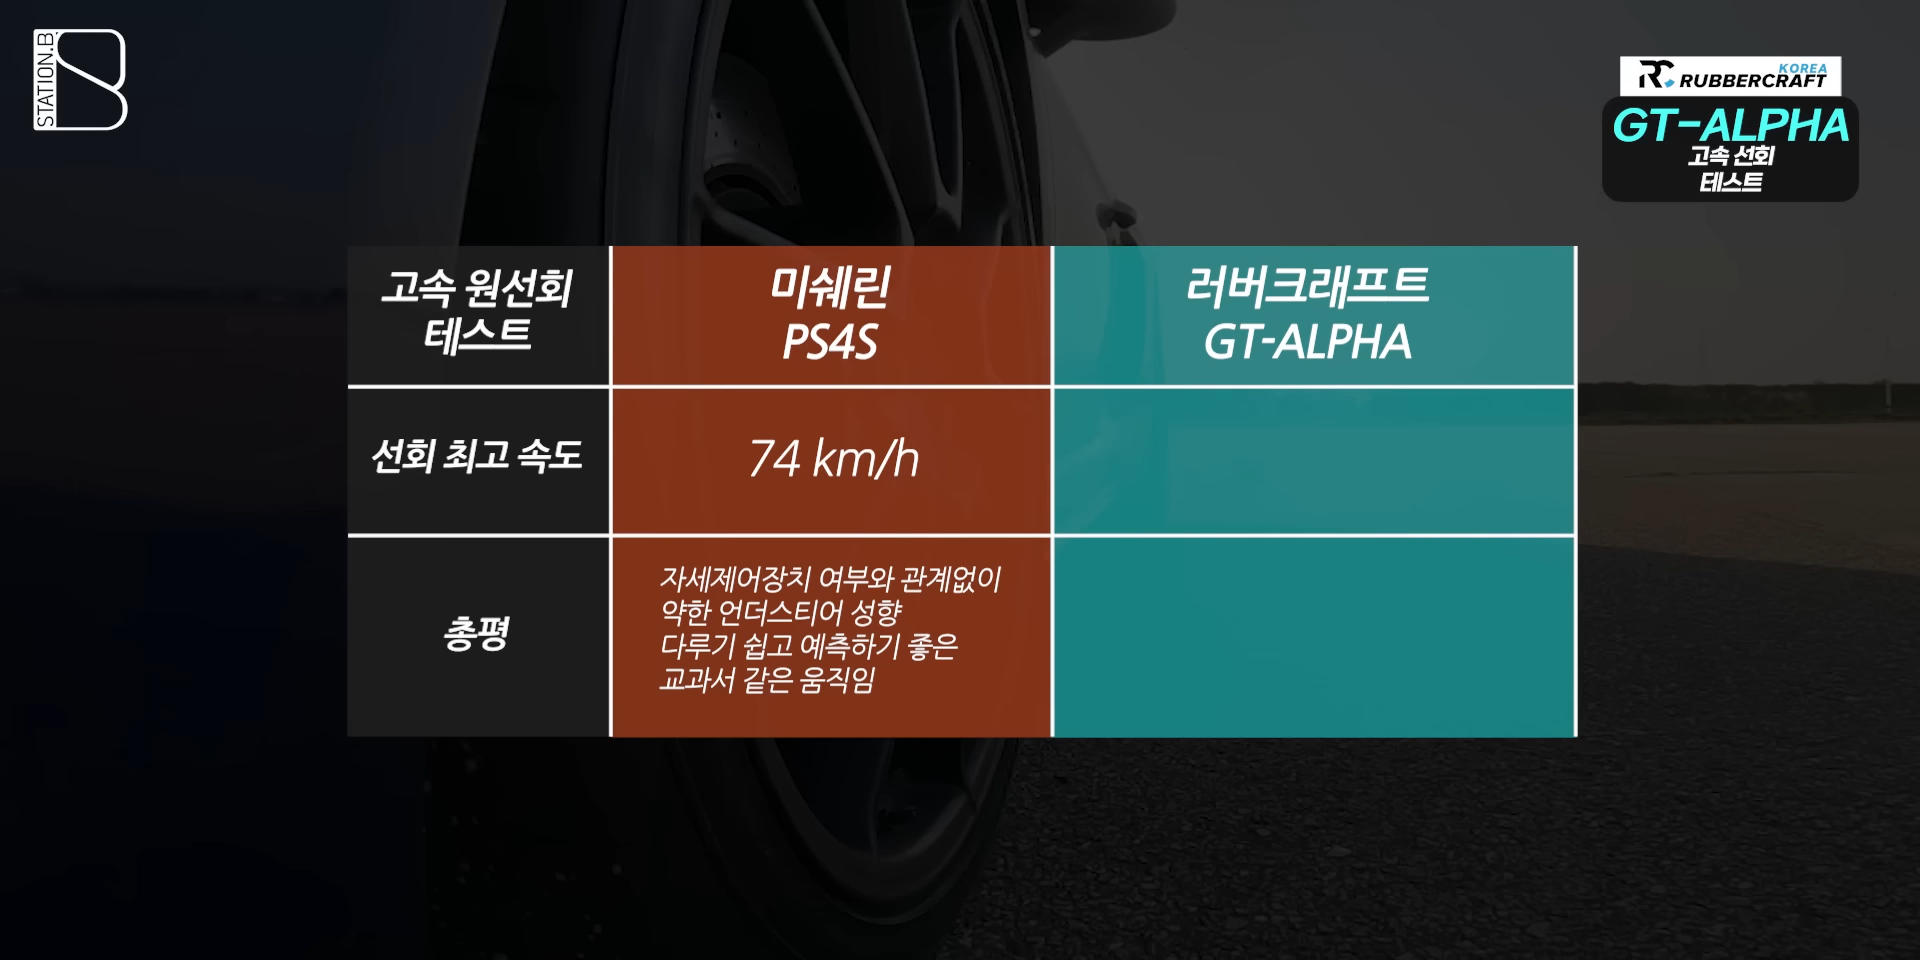 STATION.B
KOREA
RUBBERCRAFT
GT-ALPHA
고속 선회
테스트
고속 원선회
테스트
미쉐린
PS4S
러버크래프트
GT-ALPHA
선회 최고 속도
74 km/h
총평
자세제어장치 여부와 관계없이
약한 언더스티어 성향
다루기 쉽고 예측하기 좋은
교과서 같은 움직임